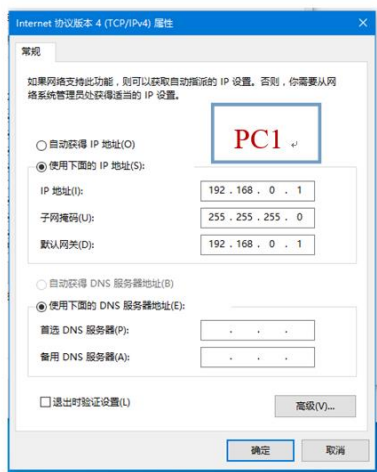 Internet 协议版本 4 (TCP/IPv4) 属性
常规
如果网络支持此功能，则可以获取自动指派的 IP 设置。否则，你需要从网
络系统管理员处获得适当的 IP 设置。
PC1
自动获得 IP 地址(O)
使用下面的 IP 地址(S):
IP 地址(I): 192 . 168 . 0 . 1
子网掩码(U): 255 . 255 . 255 . 0
默认网关(D): 192 . 168 . 0 . 1
自动获得 DNS 服务器地址(B)
使用下面的 DNS 服务器地址(E):
首选 DNS 服务器(P): . . .
备用 DNS 服务器(A): . . .
退出时验证设置(L)
高级(V)...
确定 取消